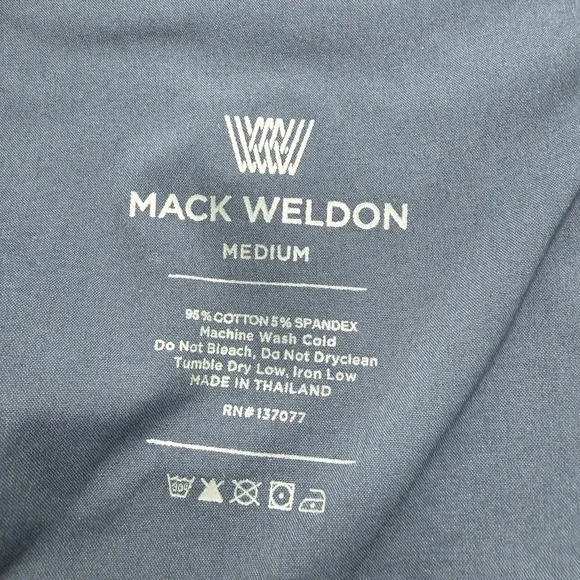 MACK WELDON
MEDIUM
95% COTTON 5% SPANDEX
Machine Wash Cold
Do Not Bleach, Do Not Dryclean
Tumble Dry Low, Iron Low
MADE IN THAILAND
RN#137077